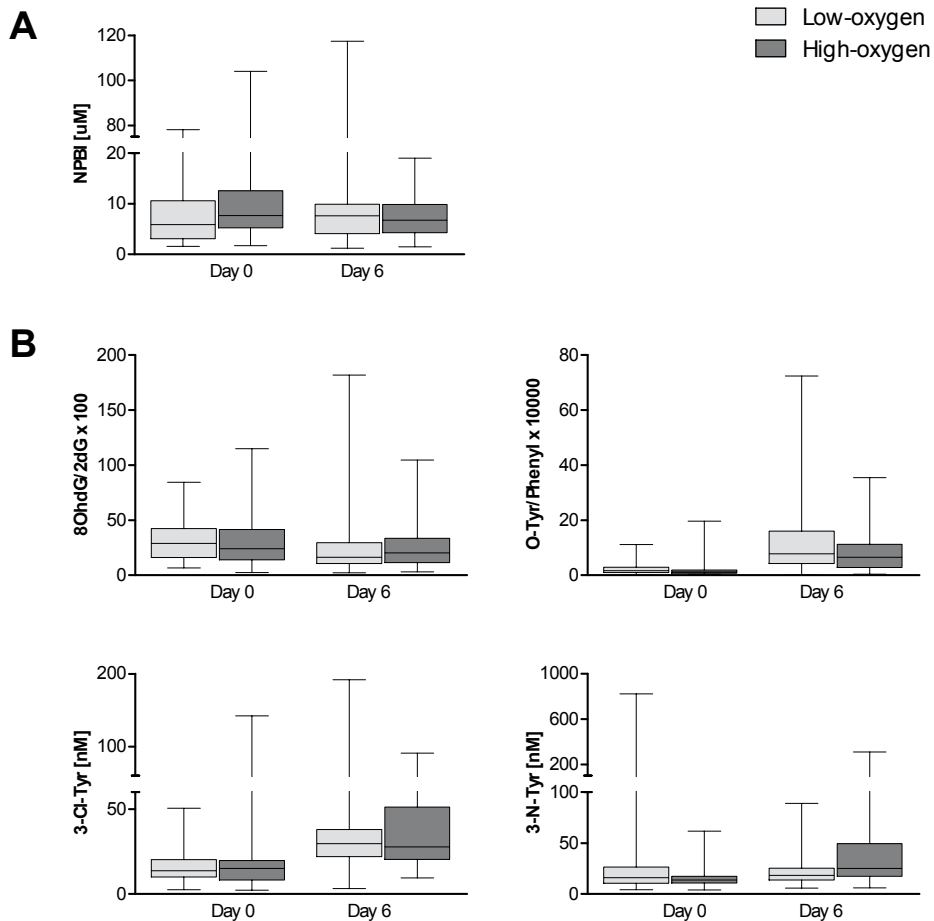 A
Low-oxygen
High-oxygen
NPBI [uM]
120
100
80
20
10
0
Day 0
Day 6
B
8OhdG/2dG x 100
200
150
100
50
0
Day 0
Day 6
O-Tyr/Phenyl x 10000
80
60
40
20
0
Day 0
Day 6
3-Cl-Tyr [nM]
200
100
50
0
Day 0
Day 6
3-N-Tyr [nM]
1000
600
200
100
50
0
Day 0
Day 6